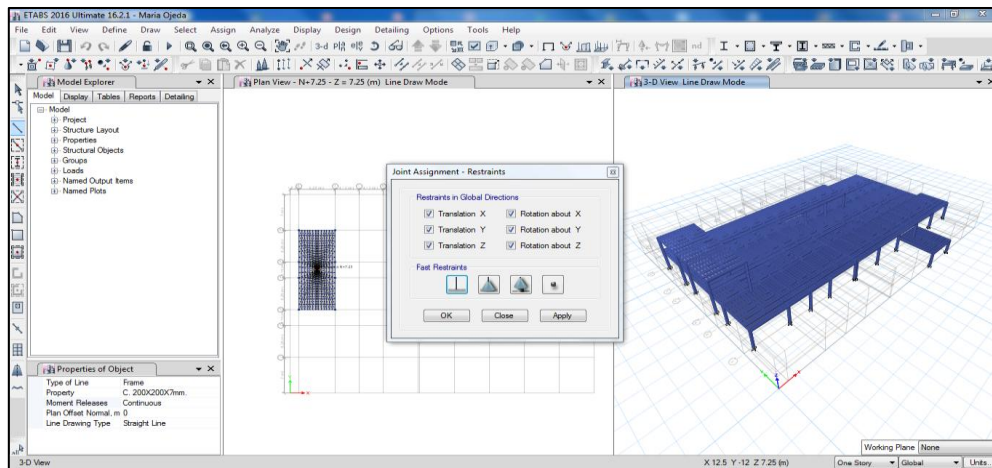 ETABS 2016 Ultimate 16.2.1 - Maria Ojeda
File Edit View Define Draw Select Assign Analyze Display Design Detailing Options Tools Help
3-d
nd
Model Explorer
Model Display Tables Reports Detailing
Model
Project
Structure Layout
Properties
Structural Objects
Groups
Loads
Named Output Items
Named Plots
Properties of Object
Type of Line Frame
Property C. 200X200X7mm.
Moment Releases Continuous
Plan Offset Normal, m 0
Line Drawing Type Straight Line
Plan View - N+7.25 - Z = 7.25 (m) Line Draw Mode
X
Joint Assignment - Restraints
Restraints in Global Directions
Translation X Rotation about X
Translation Y Rotation about Y
Translation Z Rotation about Z
Fast Restraints
OK Close Apply
3-D View Line Draw Mode
Working Plane None
3-D View
X 12.5 Y -12 Z 7.25 (m)
One Story Global Units...